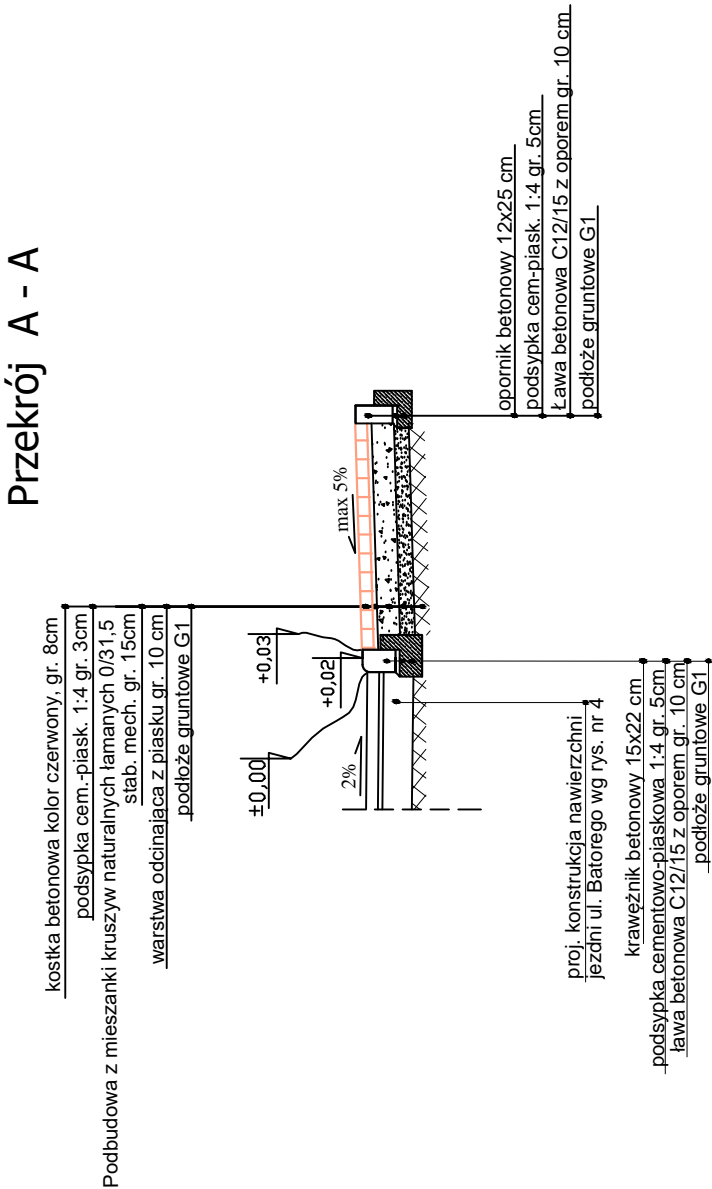 Przekrój A - A
kostka betonowa kolor czerwony, gr. 8cm
podsypka cem.-piask. 1:4 gr. 3cm
Podbudowa z mieszanki kruszyw naturalnych łamanych 0/31,5
stab. mech. gr. 15cm
warstwa odcinająca z piasku gr. 10 cm
podłoże gruntowe G1
±0,00
+0,02
+0,03
2%
max 5%
proj. konstrukcja nawierzchni
jezdni ul. Batorego wg rys. nr 4
krawężnik betonowy 15x22 cm
podsypka cementowo-piaskowa 1:4 gr. 5cm
ława betonowa C12/15 z oporem gr. 10 cm
podłoże gruntowe G1
opornik betonowy 12x25 cm
podsypka cem-piask. 1:4 gr. 5cm
Ława betonowa C12/15 z oporem gr. 10 cm
podłoże gruntowe G1